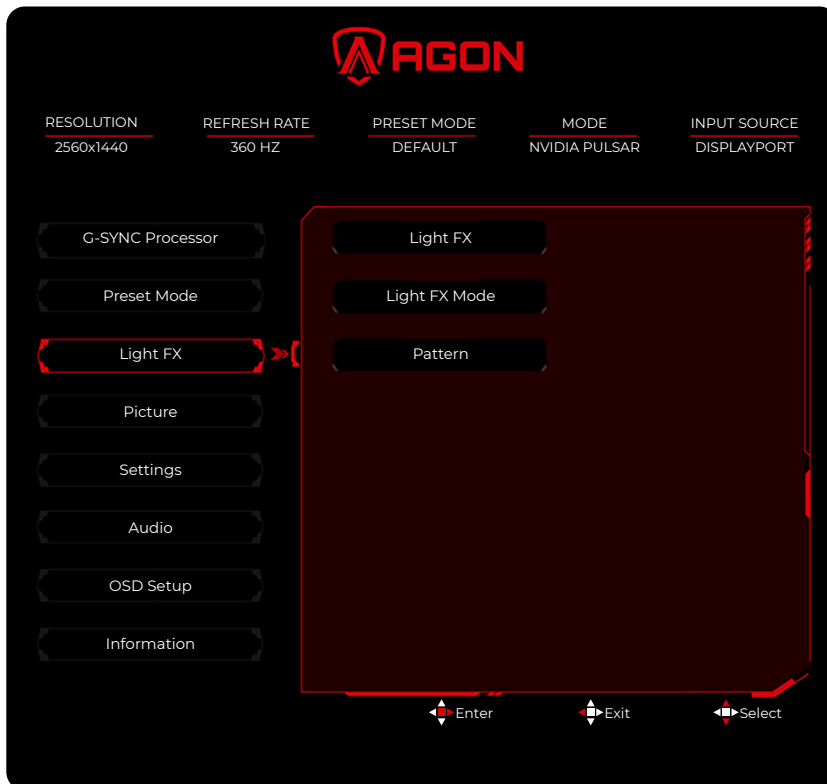 AGON
RESOLUTION REFRESH RATE PRESET MODE MODE INPUT SOURCE
2560x1440 360 HZ DEFAULT NVIDIA PULSAR DISPLAYPORT
G-SYNC Processor Light FX
Preset Mode Light FX Mode
Light FX Pattern
Picture
Settings
Audio
OSD Setup
Information
Enter Exit Select